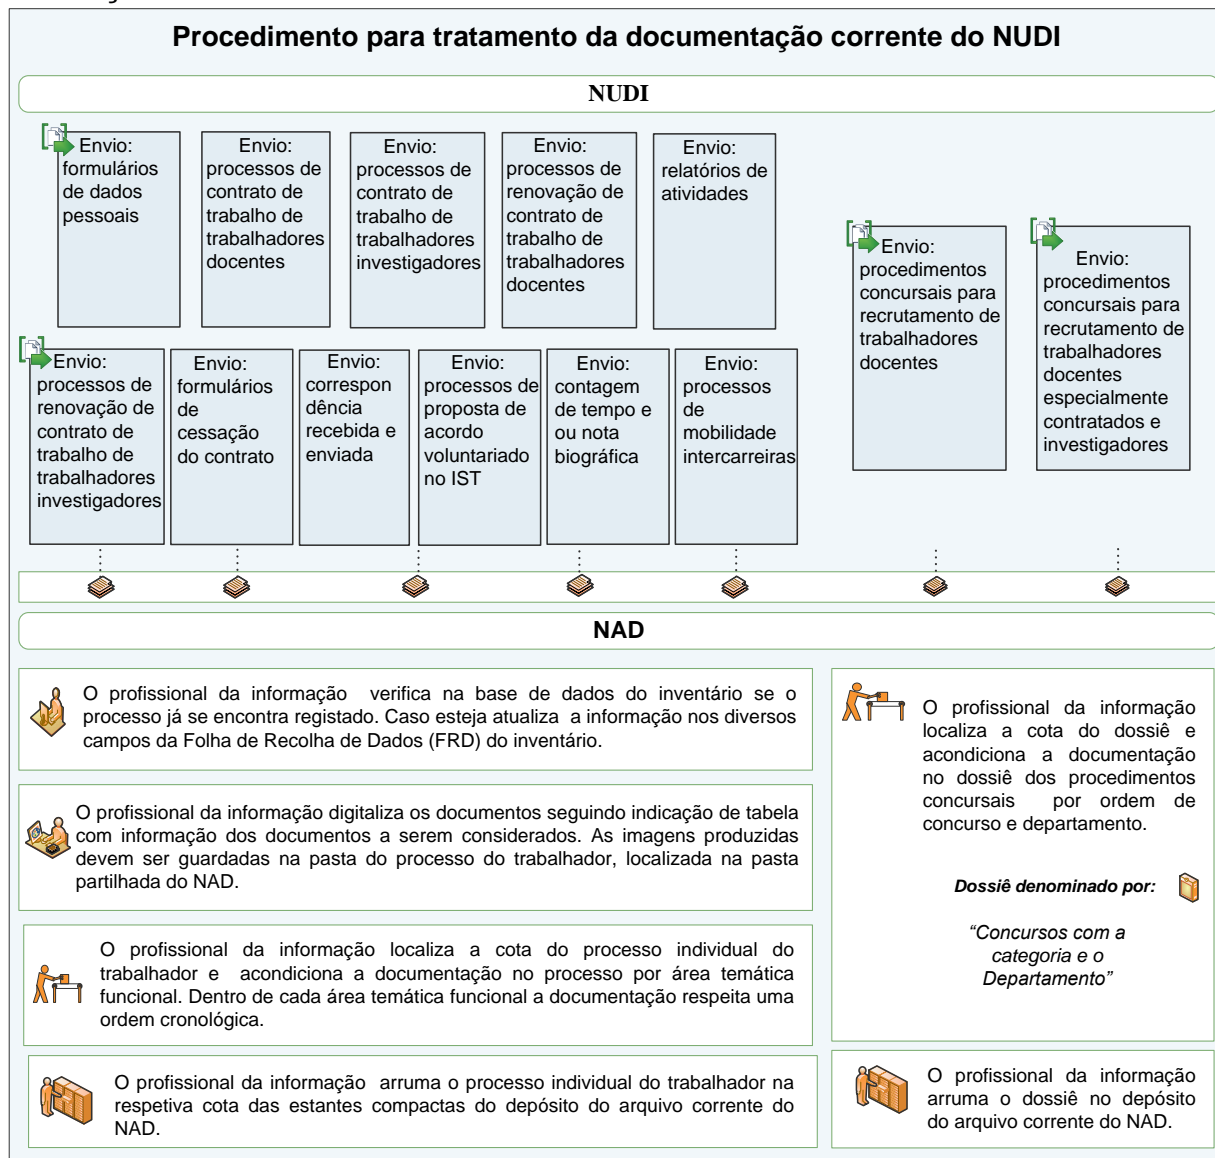 Procedimento para tratamento da documentação corrente do NUDI
NUDI
Envio:
formulários
de dados
pessoais
Envio:
processos de
contrato de
trabalho de
trabalhadores
docentes
Envio:
processos de
contrato de
trabalho de
trabalhadores
investigadores
Envio:
processos de
renovação de
contrato de
trabalho de
trabalhadores
docentes
Envio:
relatórios de
atividades
Envio:
procedimentos
concursais para
recrutamento de
trabalhadores
docentes
Envio:
procedimentos
concursais para
recrutamento de
trabalhadores
docentes
especialmente
contratados e
investigadores
Envio:
processos de
renovação de
contrato de
trabalho de
trabalhadores
investigadores
Envio:
formulários
de
cessação
do contrato
Envio:
correspon
dência
recebida e
enviada
Envio:
processos de
proposta de
acordo
voluntariado
no IST
Envio:
contagem
de tempo e
ou nota
biográfica
Envio:
processos
de
mobilidade
intercarreiras
NAD
O profissional da informação verifica na base de dados do inventário se o
processo já se encontra registado. Caso esteja atualiza a informação nos diversos
campos da Folha de Recolha de Dados (FRD) do inventário.
O profissional da informação digitaliza os documentos seguindo indicação de tabela
com informação dos documentos a serem considerados. As imagens produzidas
devem ser guardadas na pasta do processo do trabalhador, localizada na pasta
partilhada do NAD.
O profissional da informação localiza a cota do processo individual do
trabalhador e acondiciona a documentação no processo por área temática
funcional. Dentro de cada área temática funcional a documentação respeita uma
ordem cronológica.
O profissional da informação arruma o processo individual do trabalhador na
respetiva cota das estantes compactas do depósito do arquivo corrente do
NAD.
O profissional da informação
localiza a cota do dossiê e
acondiciona a documentação
no dossiê dos procedimentos
concursais por ordem de
concurso e departamento.
Dossiê denominado por:
“Concursos com a
categoria e o
Departamento”
O profissional da informação
arruma o dossiê no depósito
do arquivo corrente do NAD.